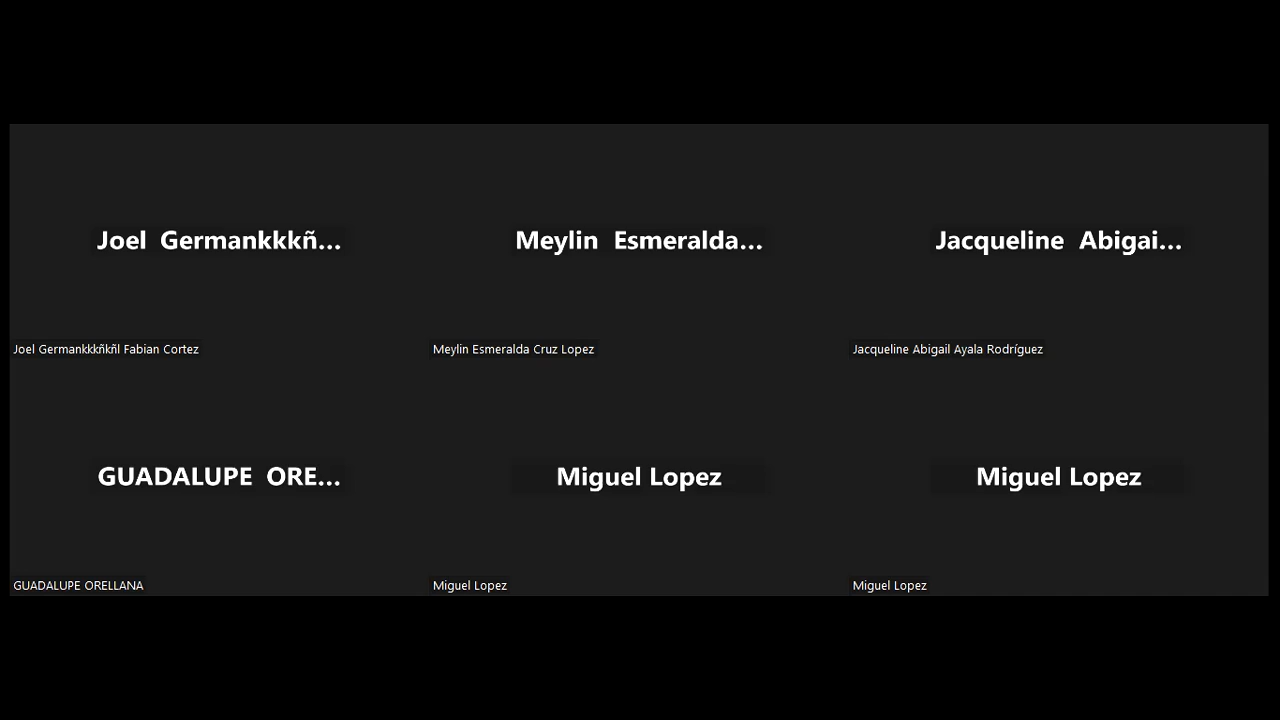 Joel Germankkkñ...
Meylin Esmeralda...
Jacqueline Abigai...
Joel Germankkkñkñl Fabian Cortez
Meylin Esmeralda Cruz Lopez
Jacqueline Abigail Ayala Rodríguez
GUADALUPE ORE...
Miguel Lopez
Miguel Lopez
GUADALUPE ORELLANA
Miguel Lopez
Miguel Lopez